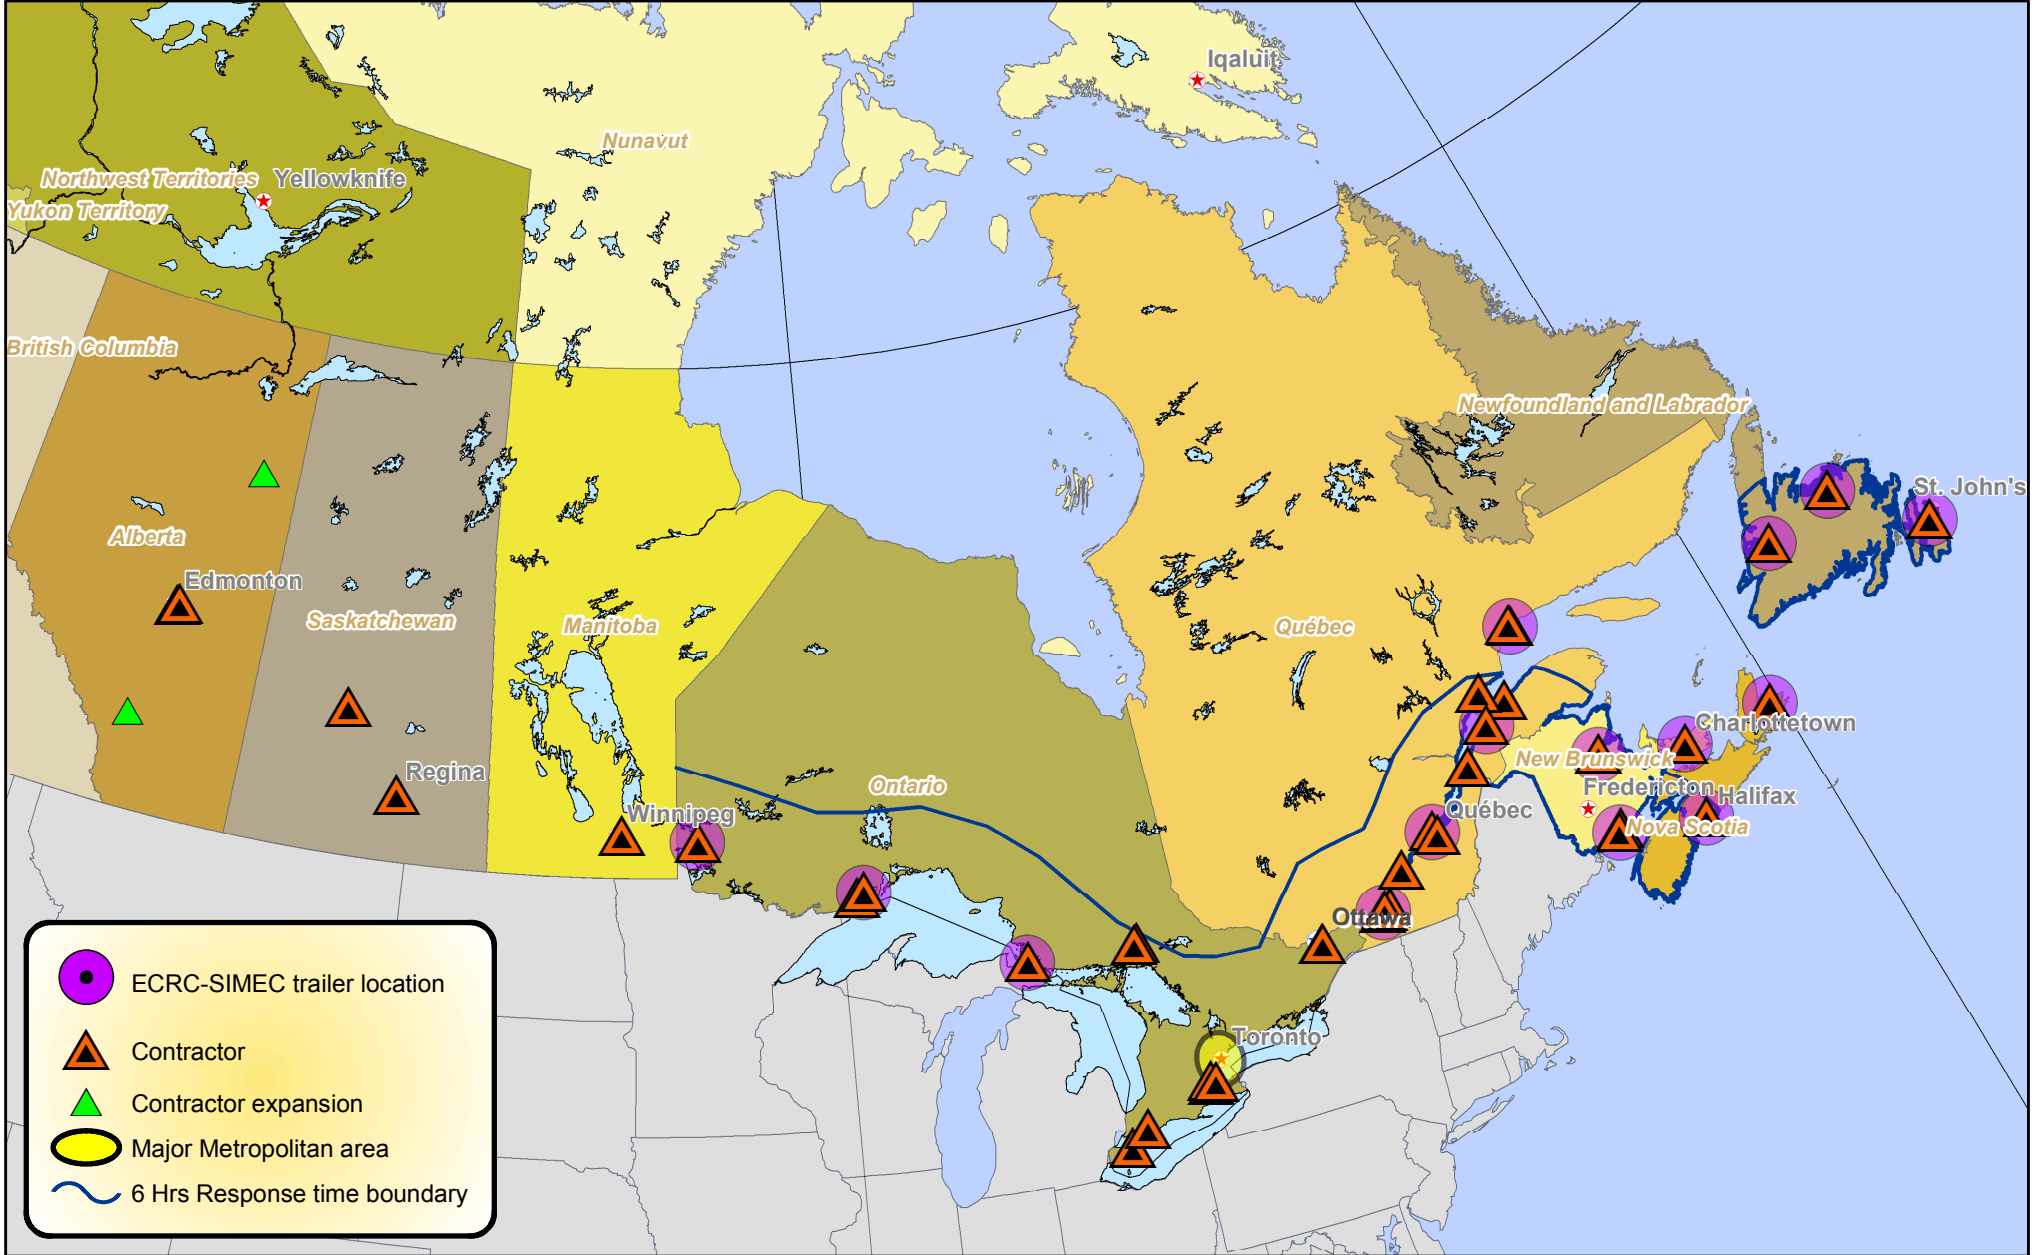 Iqaluit
Nunavut
Northwest Territories
Yellowknife
Yukon Territory
British Columbia
Newfoundland and Labrador
St. John's
Alberta
Edmonton
Saskatchewan
Manitoba
Québec
Charlottetown
New Brunswick
Regina
Ontario
Fredericton
Halifax
Winnipeg
Québec
Nova Scotia
Ottawa
Toronto
ECRC-SIMEC trailer location
Contractor
Contractor expansion
Major Metropolitan area
6 Hrs Response time boundary